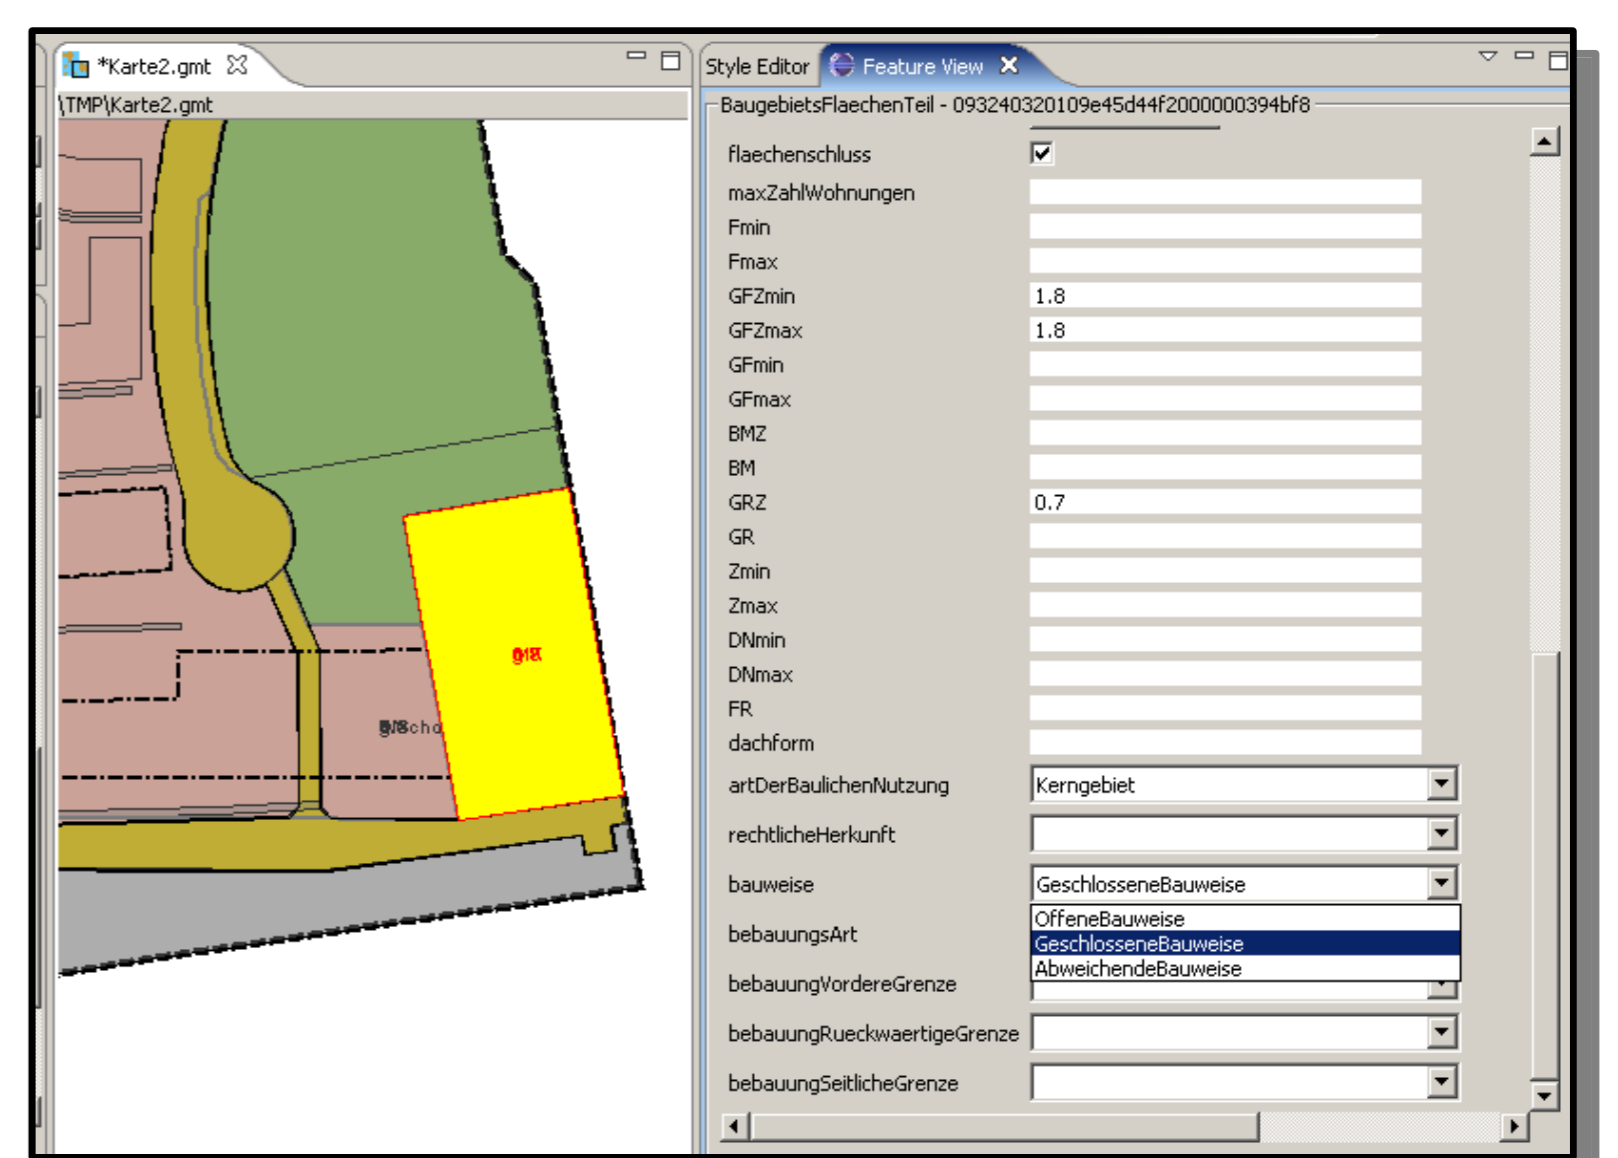 *Karte2.gmt
\TMP\Karte2.gmt
Style Editor
Feature View
BaugebietsFlaechenTeil - 093240320109e45d44f2000000394bf8
flaechenschluss
maxZahlWohnungen
Fmin
Fmax
GFZmin 1.8
GFZmax 1.8
GFmin
GFmax
BMZ
BM
GRZ 0.7
GR
Zmin
Zmax
DNmin
DNmax
FR
dachform
artDerBaulichenNutzung Kerngebiet
rechtlicheHerkunft
bauweise GeschlosseneBauweise
OffeneBauweise
GeschlosseneBauweise
AbweichendeBauweise
bebauungsArt
bebauungVordereGrenze
bebauungRueckwaertigeGrenze
bebauungSeitlicheGrenze